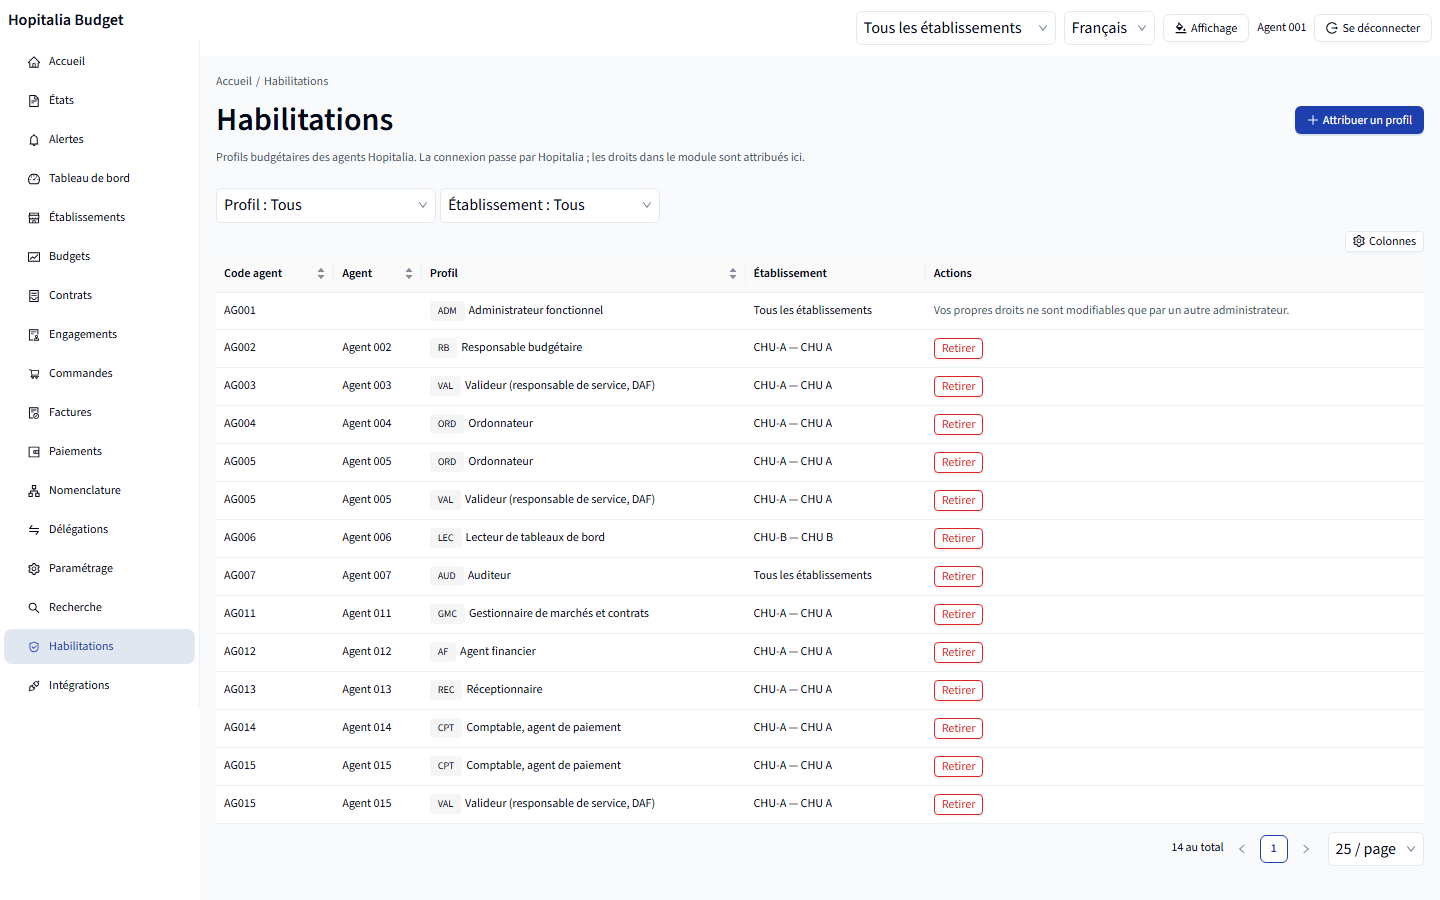 Hopitalia Budget
Tous les établissements
Français
Affichage
Agent 001
Se déconnecter
Accueil
États
Alertes
Tableau de bord
Établissements
Budgets
Contrats
Engagements
Commandes
Factures
Paiements
Nomenclature
Délégations
Paramétrage
Recherche
Habilitations
Intégrations
Accueil / Habilitations
Habilitations
Attribuer un profil
Profils budgétaires des agents Hopitalia. La connexion passe par Hopitalia ; les droits dans le module sont attribués ici.
Profil : Tous
Établissement : Tous
Colonnes
Code agent Agent Profil Établissement Actions
AG001 ADM Administrateur fonctionnel Tous les établissements Vos propres droits ne sont modifiables que par un autre administrateur.
AG002 Agent 002 RB Responsable budgétaire CHU-A — CHU A Retirer
AG003 Agent 003 VAL Valideur (responsable de service, DAF) CHU-A — CHU A Retirer
AG004 Agent 004 ORD Ordonnateur CHU-A — CHU A Retirer
AG005 Agent 005 ORD Ordonnateur CHU-A — CHU A Retirer
AG005 Agent 005 VAL Valideur (responsable de service, DAF) CHU-A — CHU A Retirer
AG006 Agent 006 LEC Lecteur de tableaux de bord CHU-B — CHU B Retirer
AG007 Agent 007 AUD Auditeur Tous les établissements Retirer
AG011 Agent 011 GMC Gestionnaire de marchés et contrats CHU-A — CHU A Retirer
AG012 Agent 012 AF Agent financier CHU-A — CHU A Retirer
AG013 Agent 013 REC Réceptionnaire CHU-A — CHU A Retirer
AG014 Agent 014 CPT Comptable, agent de paiement CHU-A — CHU A Retirer
AG015 Agent 015 CPT Comptable, agent de paiement CHU-A — CHU A Retirer
AG015 Agent 015 VAL Valideur (responsable de service, DAF) CHU-A — CHU A Retirer
14 au total
1
25 / page